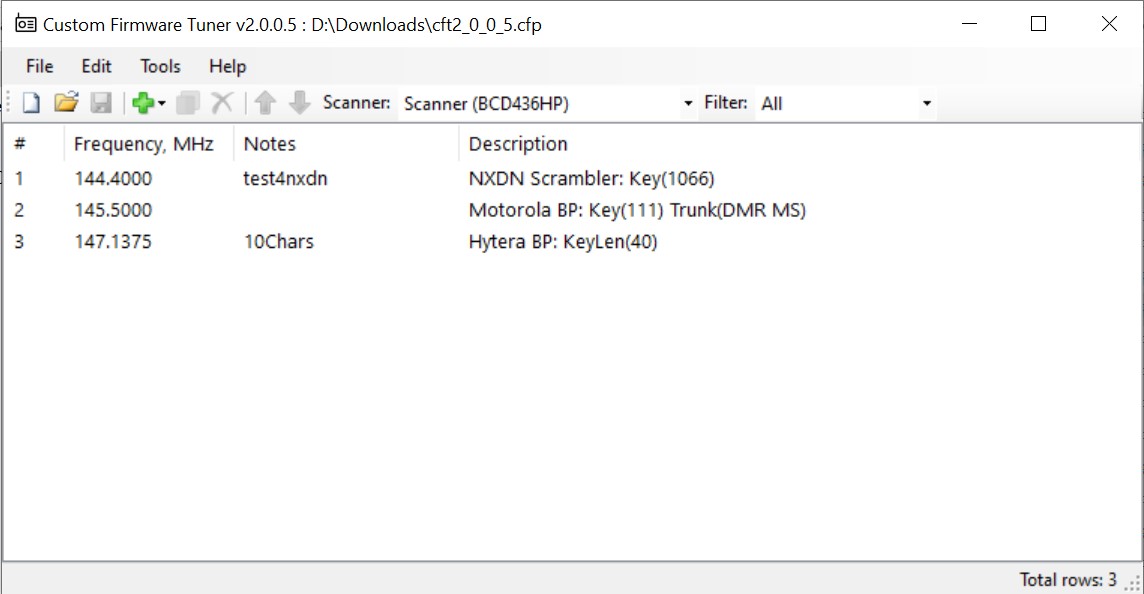 Custom Firmware Tuner v2.0.0.5 : D:\Downloads\cft2_0_0_5.cfp
File Edit Tools Help
Scanner: Scanner (BCD436HP) Filter: All
# Frequency, MHz Notes Description
1 144.4000 test4nxdn NXDN Scrambler: Key(1066)
2 145.5000 Motorola BP: Key(111) Trunk(DMR MS)
3 147.1375 10Chars Hytera BP: KeyLen(40)
Total rows: 3